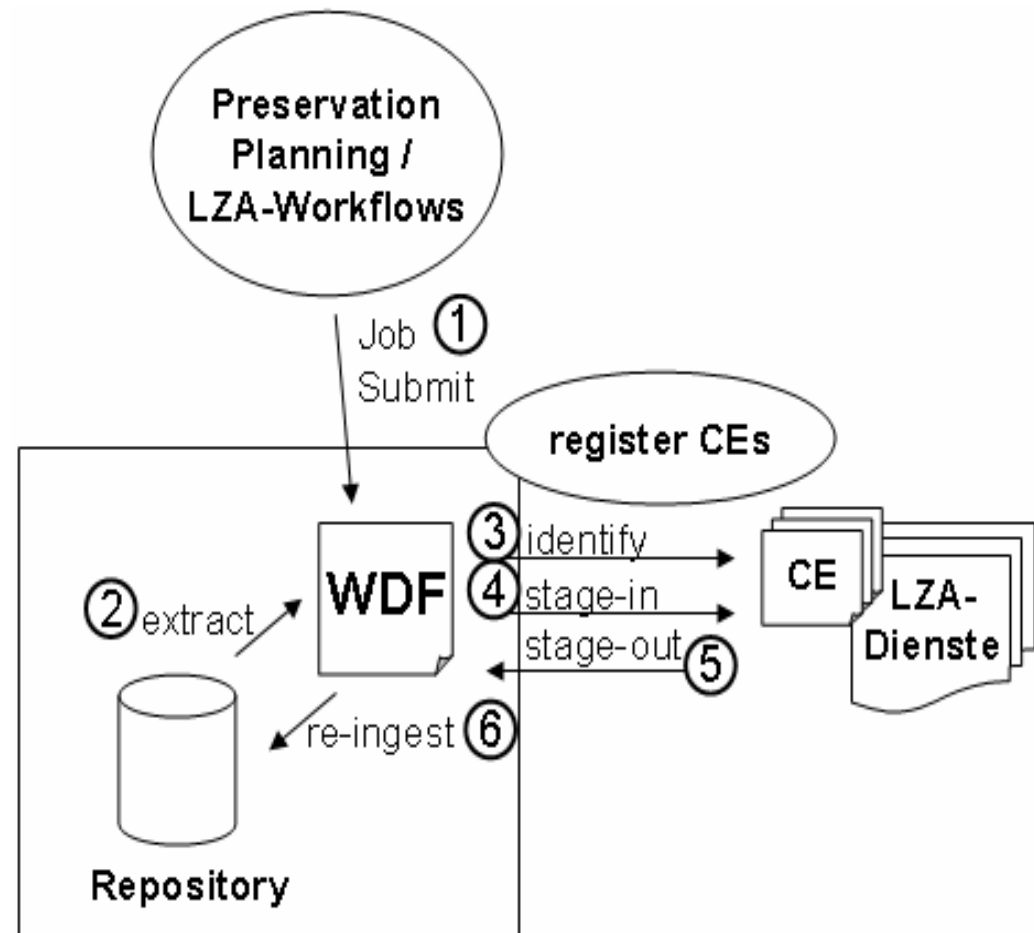 Preservation
Planning /
LZA-Workflows
Job ①
Submit
register CEs
WDF
③ identify
④ stage-in
stage-out ⑤
② extract
re-ingest ⑥
CE
LZA-
Dienste
Repository